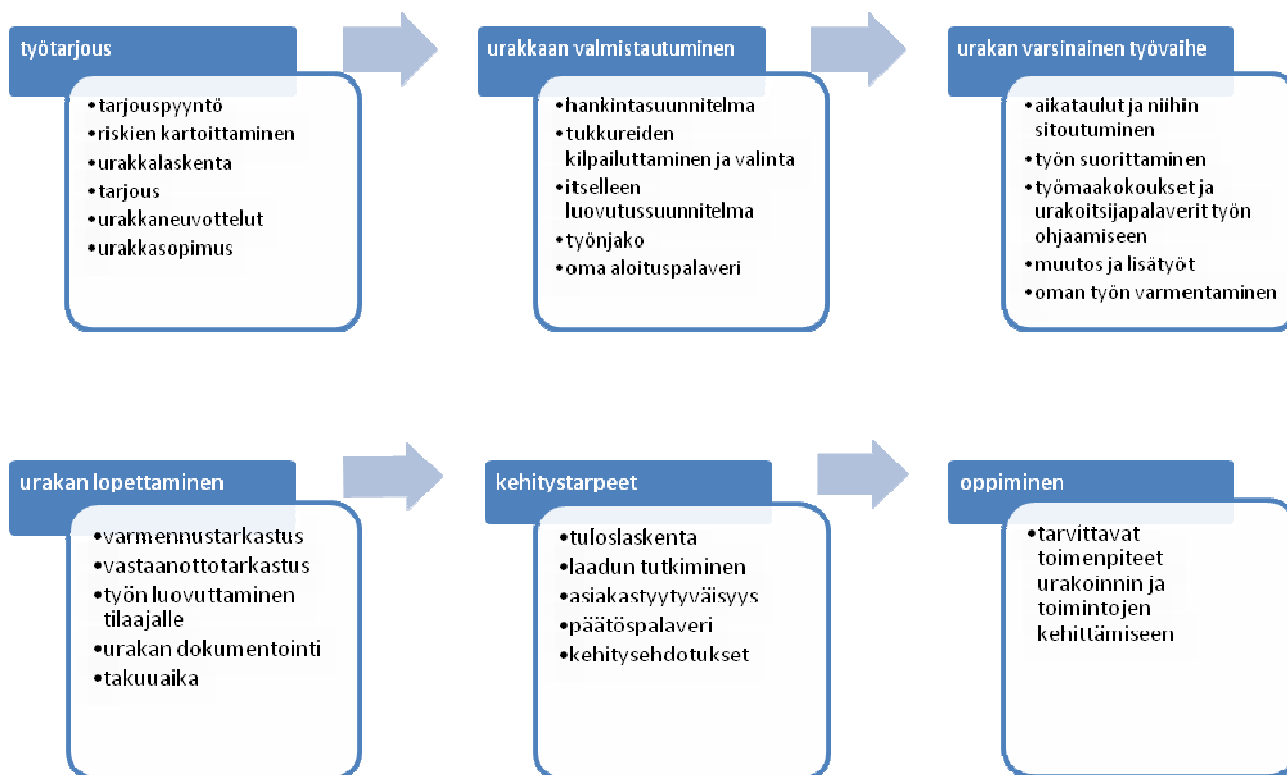 työtarjous
•tarjouspyyntö
•riskien kartoittaminen
•urakkalaskenta
•tarjous
•urakkaneuvottelut
•urakkasopimus
urakkaan valmistautuminen
•hankintasuunnitelma
•tukkureiden
kilpailuttaminen ja valinta
•itselleen
luovutussuunnitelma
•työnjako
•oma aloituspalaveri
urakan varsinainen työvaihe
•aikataulut ja niihin
sitoutuminen
•työn suorittaminen
•työmaakokoukset ja
urakoitsijapalaverit työn
ohjaamiseen
•muutos ja lisätyöt
•oman työn varmentaminen
urakan lopettaminen
•varmennustarkastus
•vastaanottotarkastus
•työn luovuttaminen
tilaajalle
•urakan dokumentointi
•takuuaika
kehitystarpeet
•tuloslaskenta
•laadun tutkiminen
•asiakastyytyväisyys
•päätöspalaveri
•kehitysehdotukset
oppiminen
•tarvittavat
toimenpiteet
urakoinnin ja
toimintojen
kehittämiseen